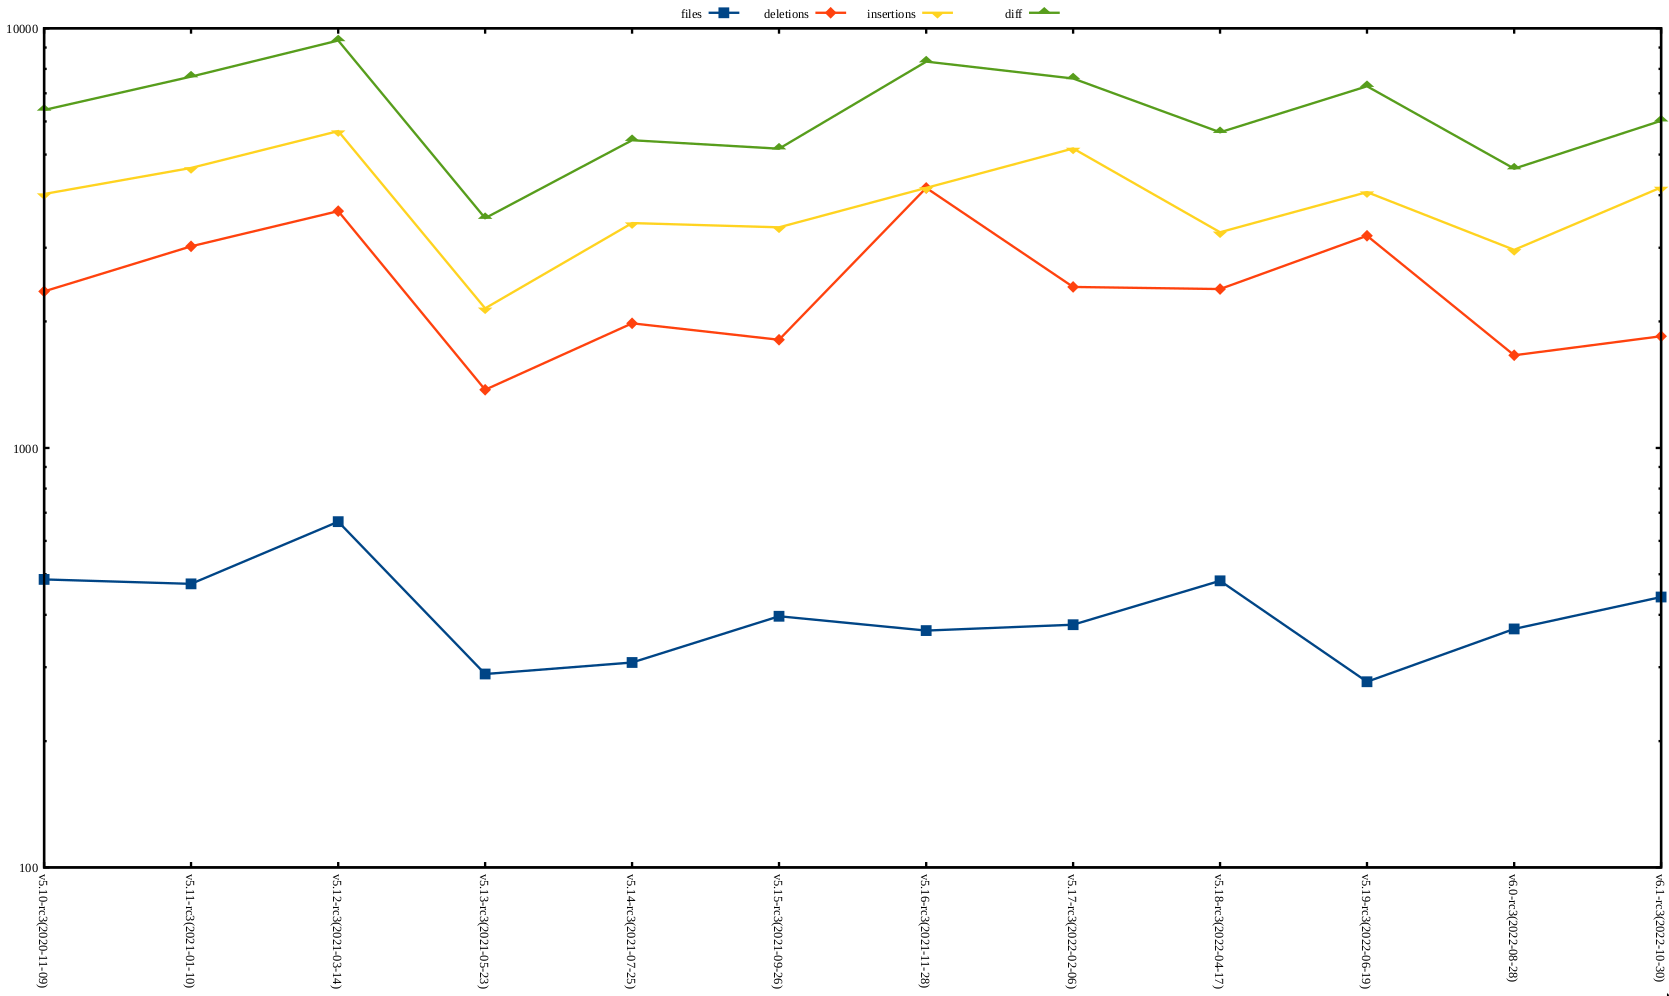 files deletions insertions diff
10000
1000
100
v5.10-rc3(2020-11-09)
v5.11-rc3(2021-01-10)
v5.12-rc3(2021-03-14)
v5.13-rc3(2021-05-23)
v5.14-rc3(2021-07-25)
v5.15-rc3(2021-09-26)
v5.16-rc3(2021-11-28)
v5.17-rc3(2022-02-06)
v5.18-rc3(2022-04-17)
v5.19-rc3(2022-06-19)
v6.0-rc3(2022-08-28)
v6.1-rc3(2022-10-30)